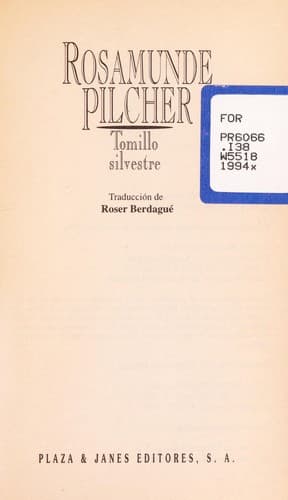 ROSAMUNDE
PILCHER
Tomillo
silvestre
Traducción de
Roser Berdagué
FOR
PR6066
.I38
W5518
1994x
PLAZA & JANES EDITORES, S. A.